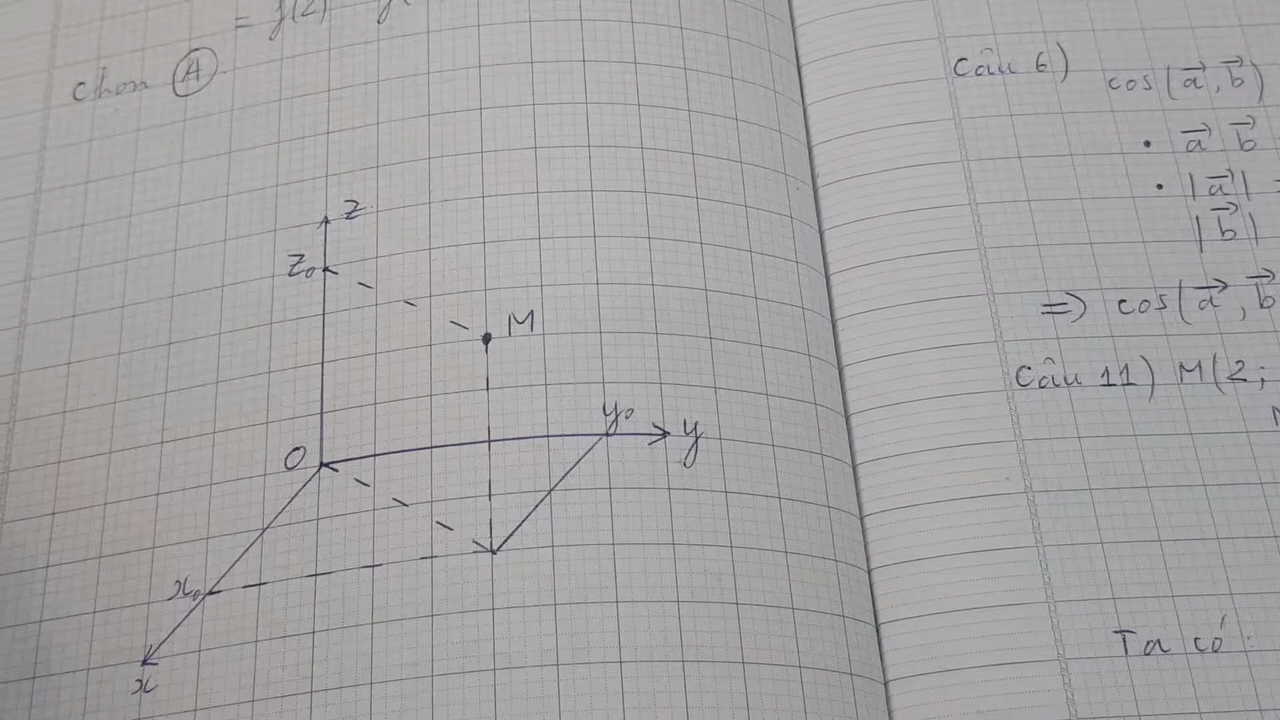 = f(2)
chọn A
z
z₀
M
O
y₀
y
x₀
x
Câu 6)
cos(a⃗, b⃗)
• a⃗ b⃗
• |a⃗|
|b⃗|
=> cos(a⃗, b⃗
Câu 11) M(2;
Ta có: